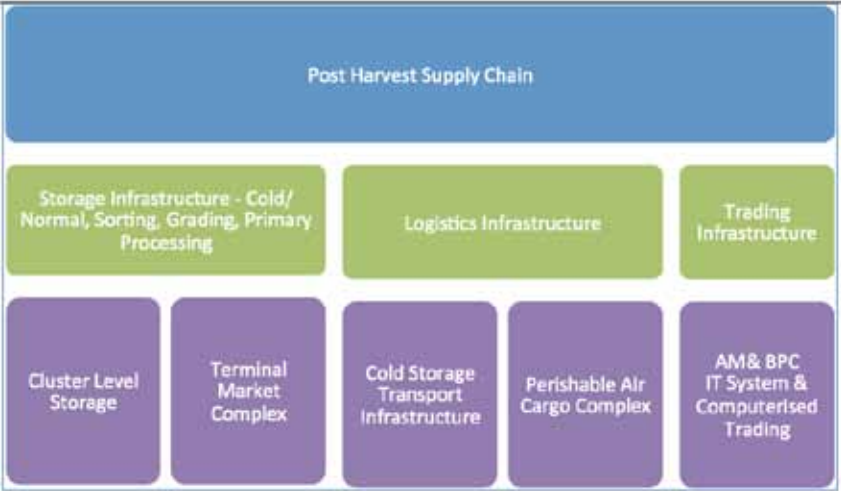 Post Harvest Supply Chain
Storage Infrastructure - Cold/
Normal, Sorting, Grading, Primary
Processing
Logistics Infrastructure
Trading
Infrastructure
Cluster Level
Storage
Terminal
Market
Complex
Cold Storage
Transport
Infrastructure
Perishable Air
Cargo Complex
AM& BPC
IT System &
Computerised
Trading